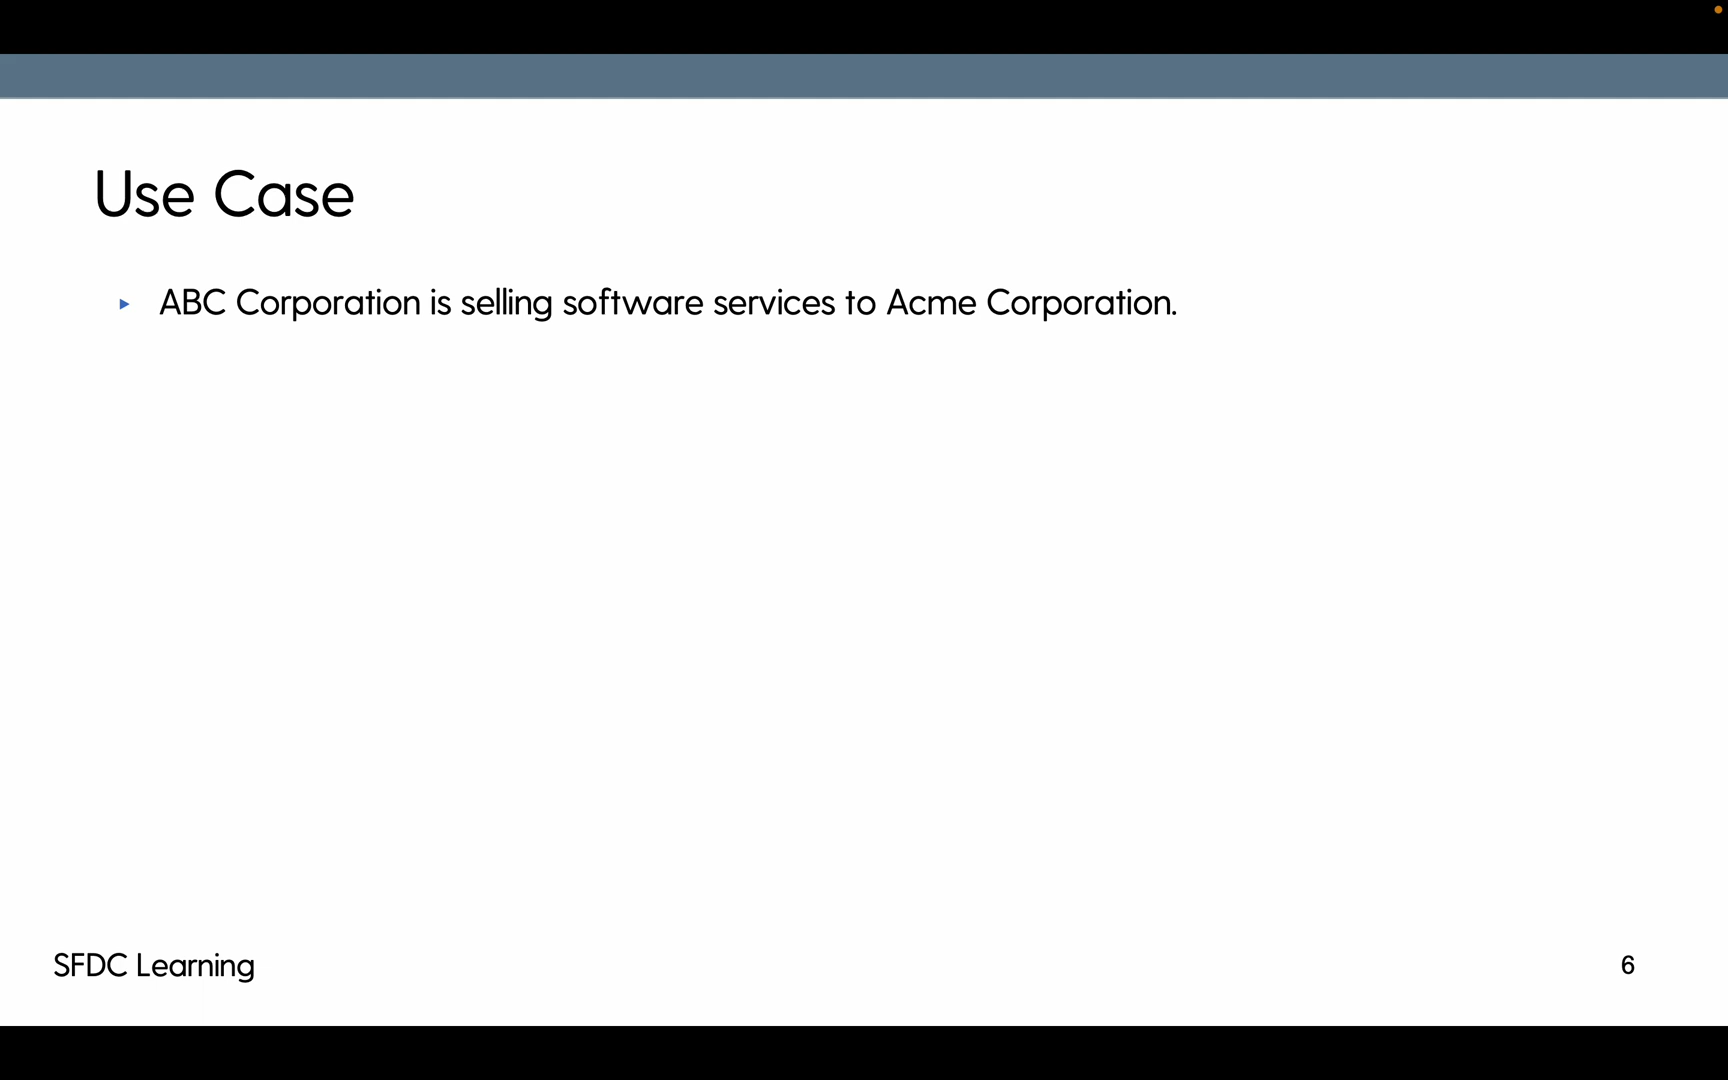 Use Case
ABC Corporation is selling software services to Acme Corporation.
SFDC Learning
6